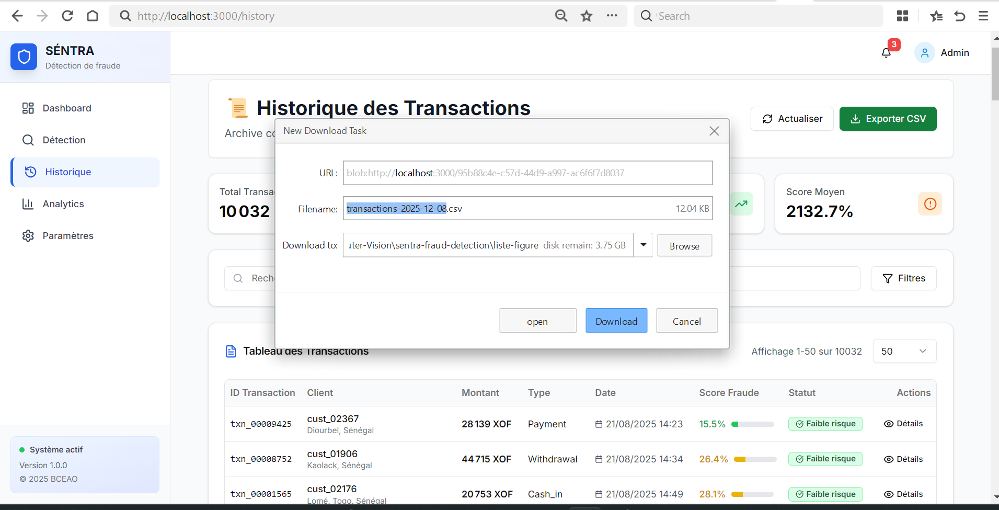 http://localhost:3000/history
Search
SÉNTRA
Détection de fraude
3
Admin
Dashboard
Détection
Historique
Analytics
Paramètres
Système actif
Version 1.0.0
© 2025 BCEAO
Historique des Transactions
Archive
Actualiser
Exporter CSV
Total
10 032
Score Moyen
2132.7%
Filtres
New Download Task
URL: blob:http://localhost:3000/95b88c4e-c57d-44d9-a997-ac6f6f7d8037
Filename: transactions-2025-12-08.csv 12.04 KB
Download to: ter-Vision\sentra-fraud-detection\liste-figure disk remain: 3.75 GB
Browse
open Download Cancel
Tableau des Transactions
Affichage 1-50 sur 10032
50
ID Transaction Client Montant Type Date Score Fraude Statut Actions
txn_00009425 cust_02367 28 139 XOF Payment 21/08/2025 14:23 15.5% Faible risque Détails
Diourbel, Sénégal
txn_00008752 cust_01906 44 715 XOF Withdrawal 21/08/2025 14:34 26.4% Faible risque Détails
Kaolack, Sénégal
txn_00001565 cust_02176 20 753 XOF Cash_in 21/08/2025 14:49 28.1% Faible risque Détails
Lomé, Togo, Sénégal